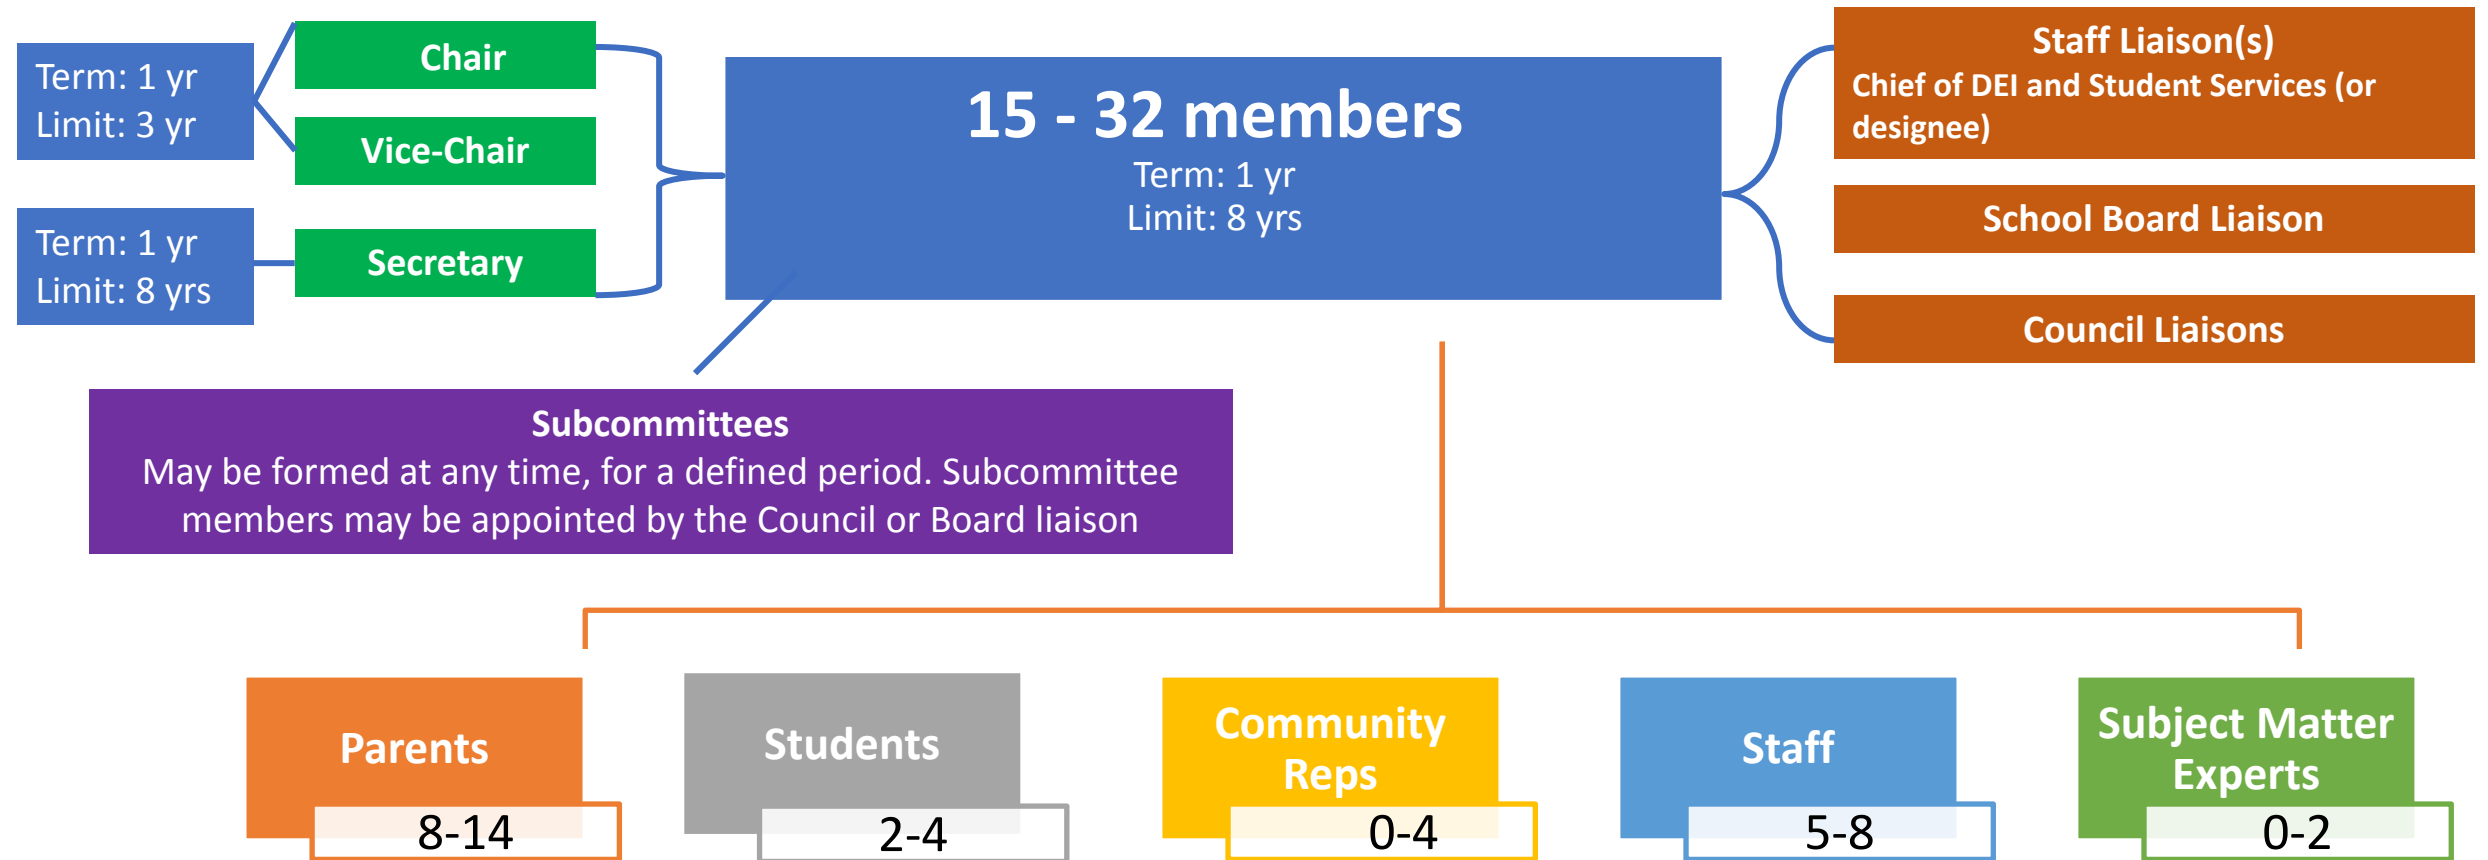 Term: 1 yr
Limit: 3 yr
Chair
Vice-Chair
Term: 1 yr
Limit: 8 yrs
Secretary
15 - 32 members
Term: 1 yr
Limit: 8 yrs
Staff Liaison(s)
Chief of DEI and Student Services (or
designee)
School Board Liaison
Council Liaisons
Subcommittees
May be formed at any time, for a defined period. Subcommittee
members may be appointed by the Council or Board liaison
Parents
8-14
Students
2-4
Community
Reps
0-4
Staff
5-8
Subject Matter
Experts
0-2